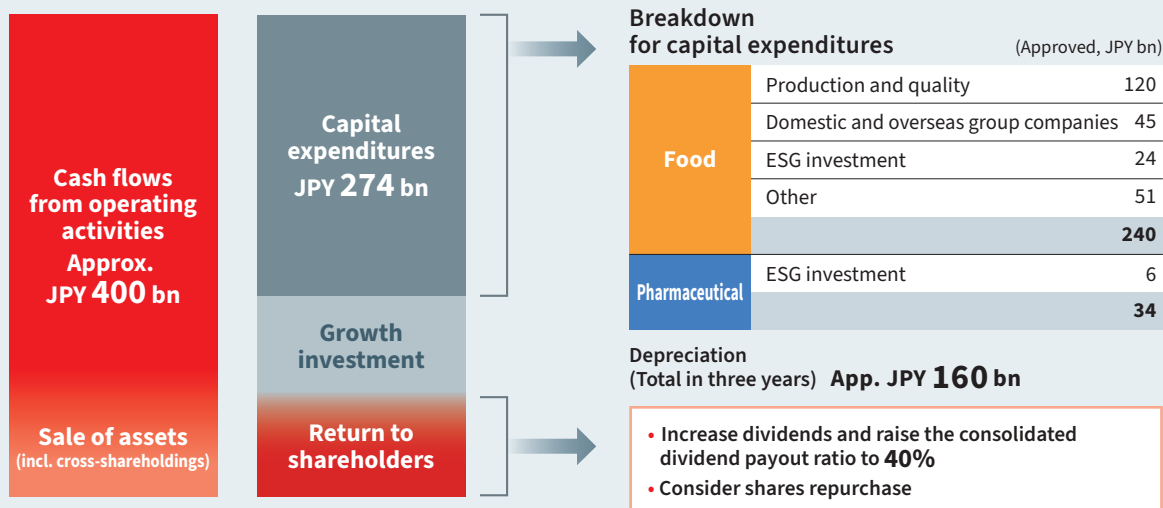 Cash flows
from operating
activities
Approx.
JPY 400 bn
Sale of assets
(incl. cross-shareholdings)
Capital
expenditures
JPY 274 bn
Growth
investment
Return to
shareholders
Breakdown
for capital expenditures (Approved, JPY bn)
Food
Production and quality 120
Domestic and overseas group companies 45
ESG investment 24
Other 51
240
Pharmaceutical
ESG investment 6
34
Depreciation
(Total in three years) App. JPY 160 bn
• Increase dividends and raise the consolidated
dividend payout ratio to 40%
• Consider shares repurchase